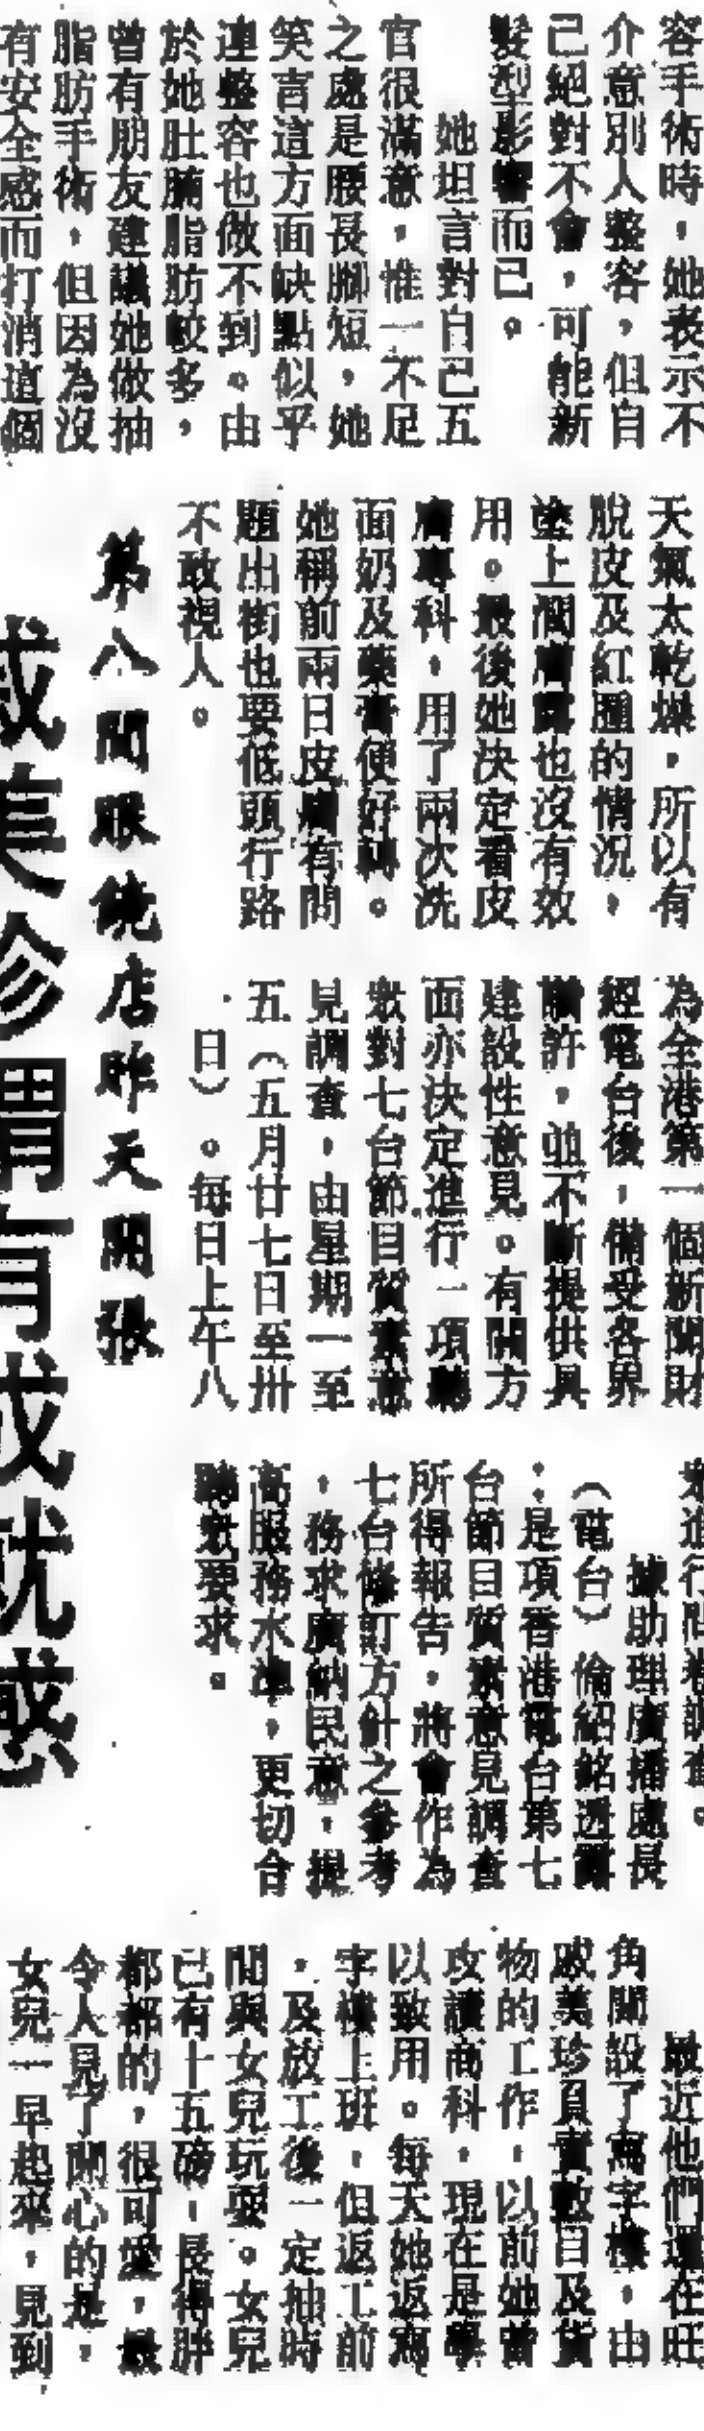 容手術時，她表示不
介意別人整容，但自
己絕對不會，可能新
髮型影響而已。
她坦言對自己五
官很滿意，惟一不足
之處是腰長腳短，她
笑言這方面缺點似乎
連整容也做不到。由
於她肚腩脂肪較多，
曾有朋友建議她做抽
脂肪手術，但因為沒
有安全感而打消這個
天氣太乾燥，所以有
脫皮及紅腫的情況，
塗上潤膚露也沒有效
用。最後她決定看皮
膚專科，用了兩次洗
面奶及藥膏便好轉。
她稱前兩日皮膚有問
題出街也要低頭行路
不敢視人。
第八間眼鏡店昨天開張
戚美珍謂有成就感
為全港第一個新聞財
經電台後，備受各界
讚許，並不斷提供具
建設性意見。有關方
面亦決定進行一項聽
眾對七台節目質素意
見調查，由星期一至
五（五月廿七日至卅
日）。每日上午八
眾進行問卷調查。
據助理廣播處長
（電台）倫紹銘透露
：是項香港電台第七
台節目質素意見調查
所得報告，將會作為
七台修訂方針之參考
，務求廣納民意，提
高服務水準，更切合
聽眾要求。
最近他們還在旺
角開設了寫字樓，由
戚美珍負責數目及貨
物的工作，以前她曾
攻讀商科，現在是學
以致用。每天她返寫
字樓上班，但返工前
，及放工後一定抽時
間與女兒玩耍。女兒
已有十五磅，長得胖
都都的，很可愛，最
令人見了開心的是，
女兒一早起來，見到